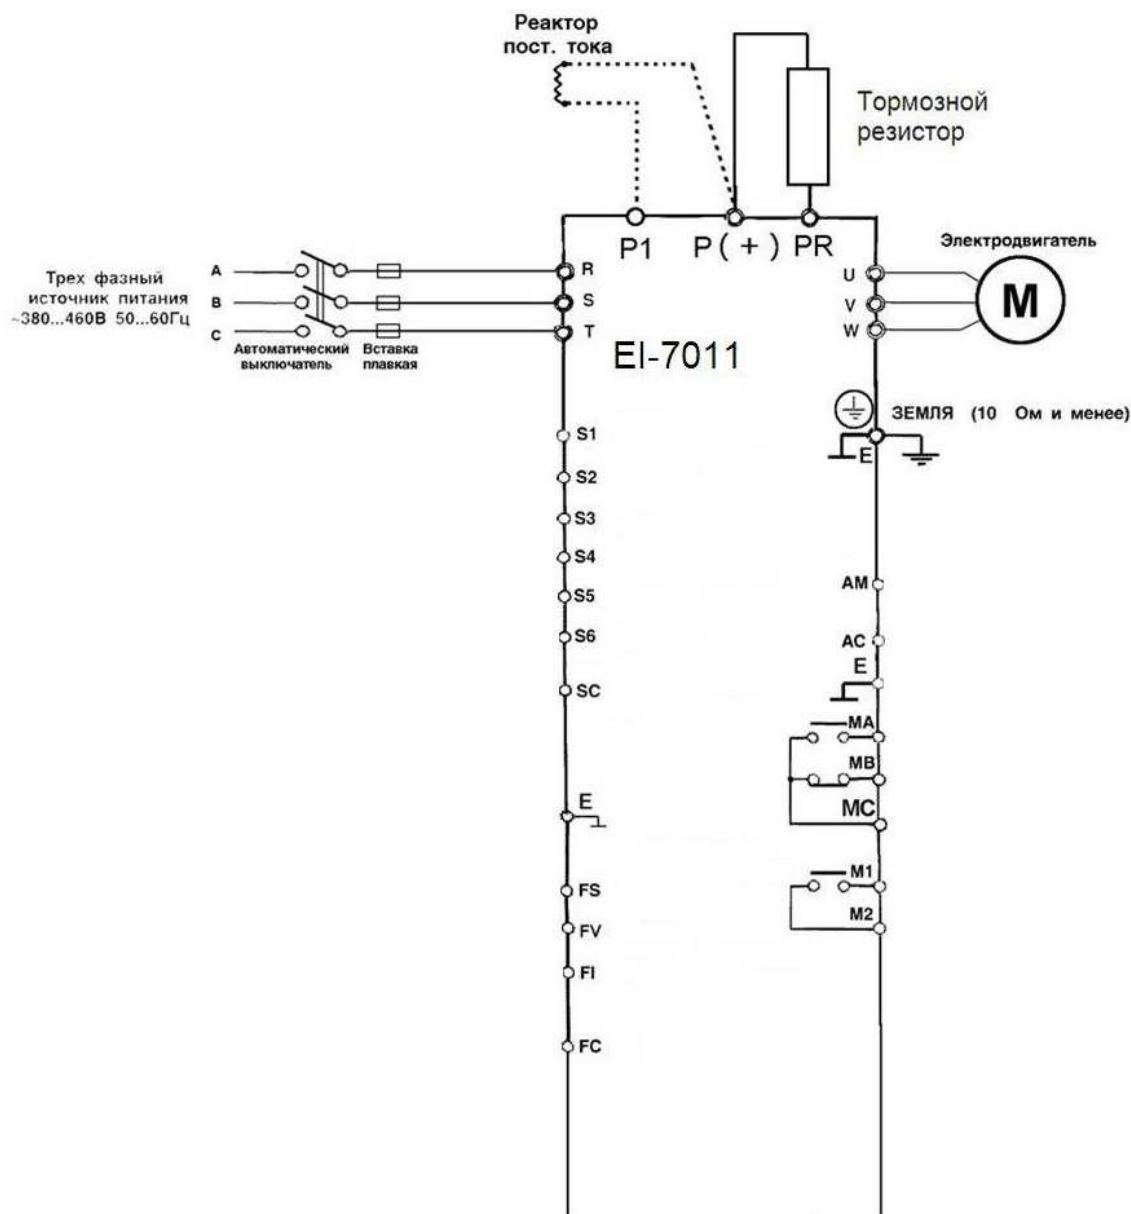 Реактор
пост. тока
Тормозной
резистор
P1
P(+)
PR
Электродвигатель
Трех фазный
источник питания
~380...460В 50...60Гц
A
B
C
Автоматический
выключатель
Вставка
плавкая
R
S
T
U
V
W
M
EI-7011
ЗЕМЛЯ (10 Ом и менее)
E
S1
S2
S3
S4
S5
S6
SC
E
FS
FV
FI
FC
AM
AC
E
MA
MB
MC
M1
M2